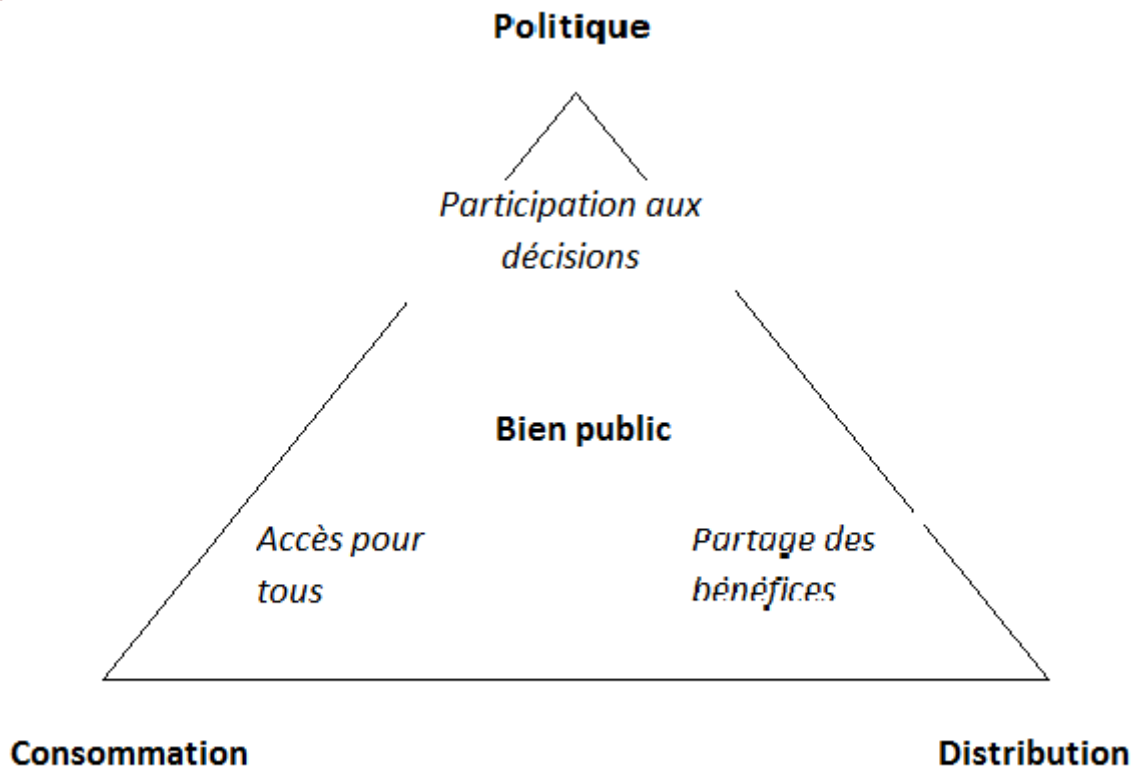 Politique
Participation aux
décisions
Bien public
Accès pour
tous
Partage des
bénéfices
Consommation
Distribution